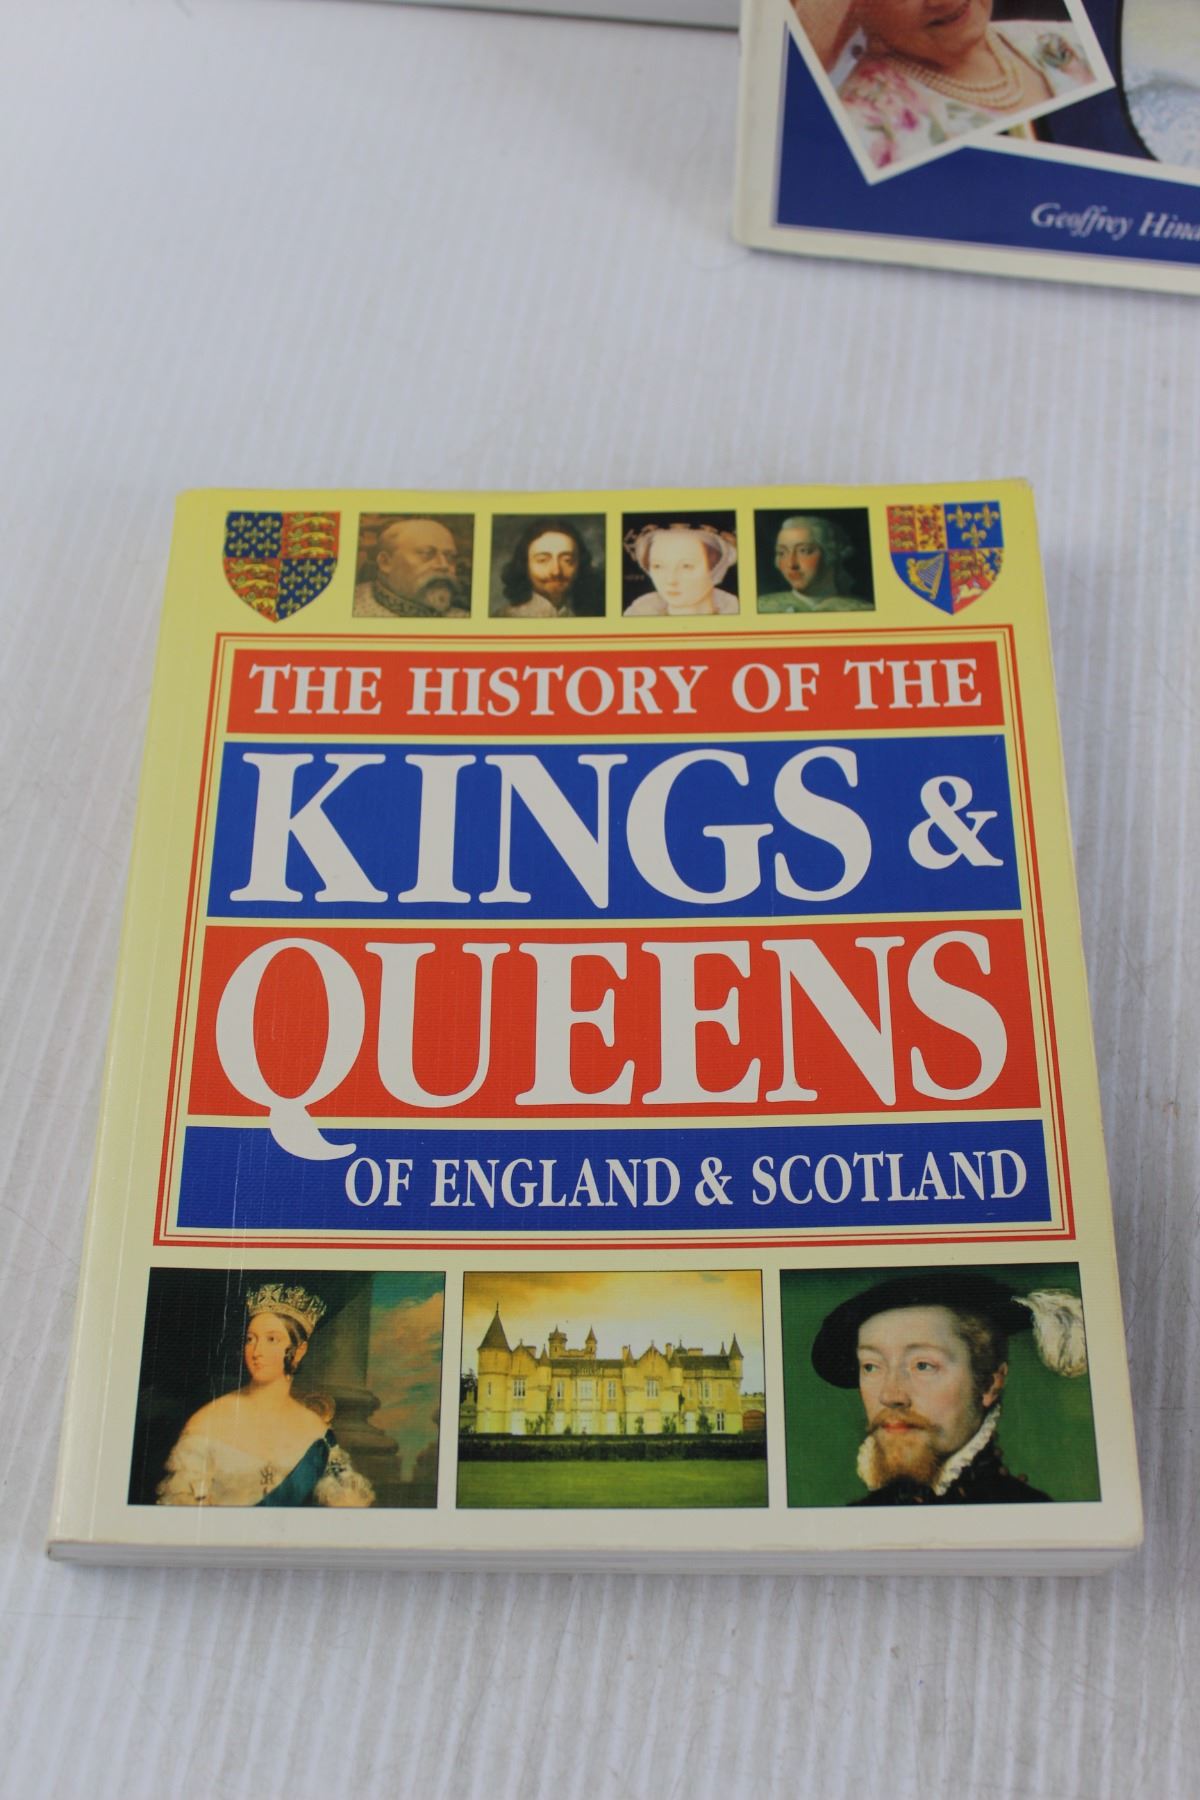 Geoffrey
THE HISTORY OF THE
KINGS &
QUEENS
OF ENGLAND & SCOTLAND